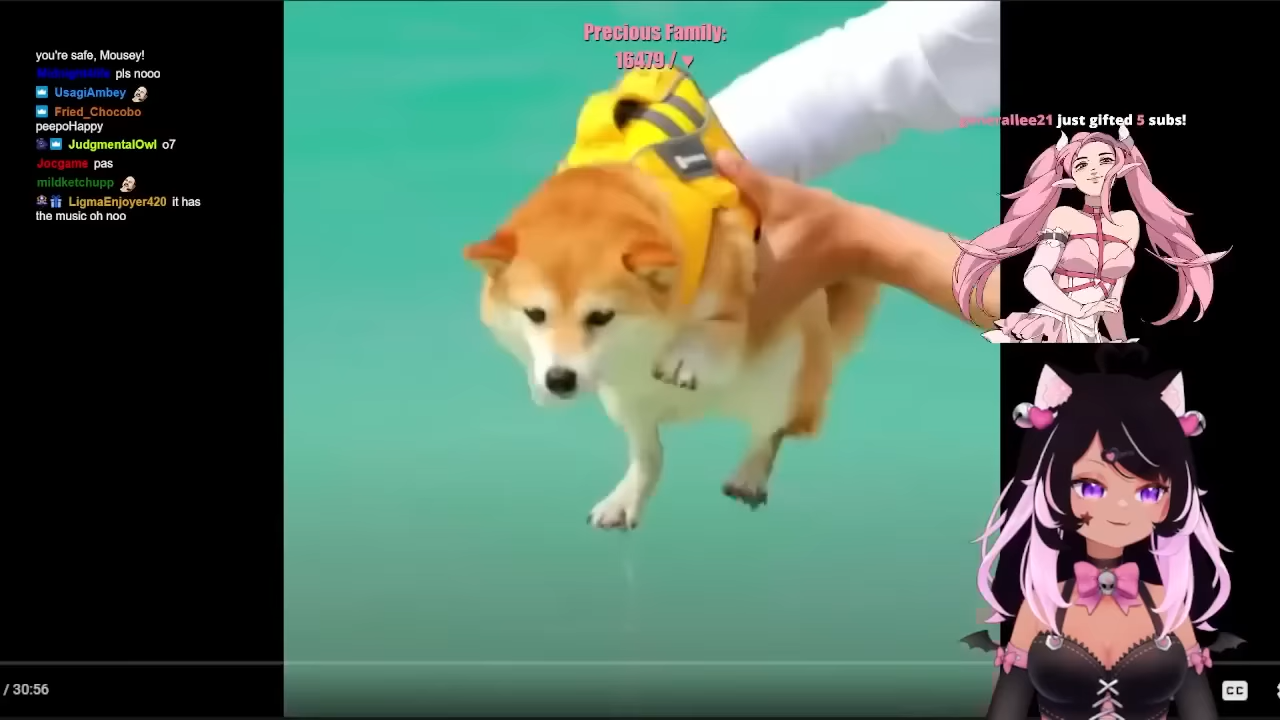 Precious Family:
16479 / ♥
you're safe, Mousey!
pls nooo
UsagiAmbey
Fried_Chocobo
peepoHappy
JudgmentalOwl o7
Jocgame pas
mildketchupp
LigmaEnjoyer420 it has
the music oh noo
generallee21 just gifted 5 subs!
/ 30:56
CC